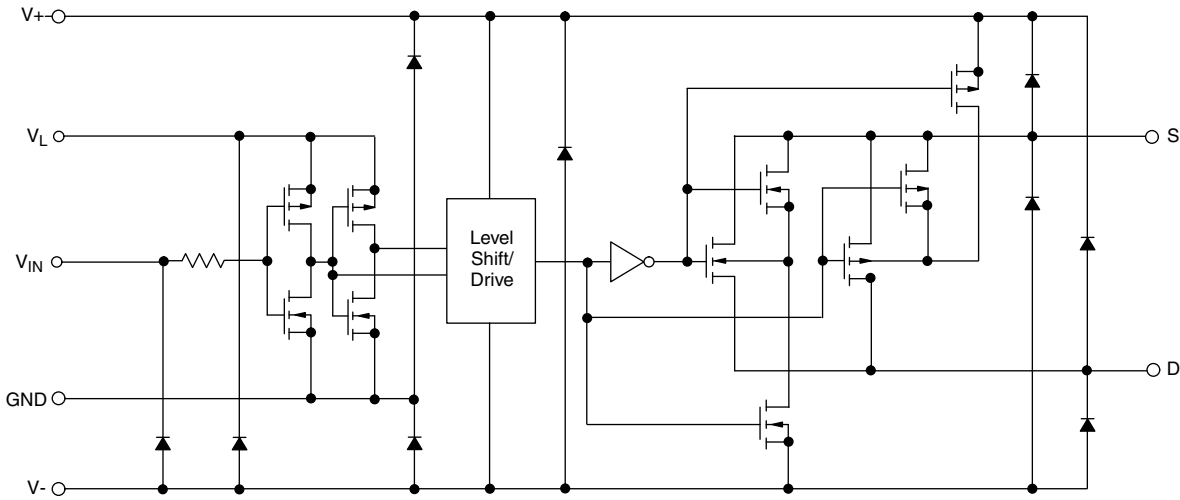 V+
VL
S
Level
Shift/
Drive
VIN
D
GND
V-